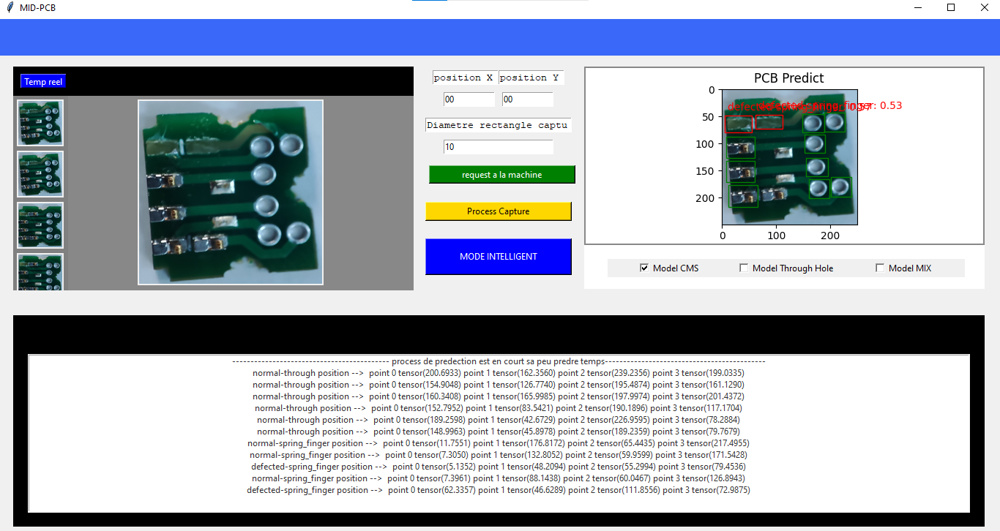 MID-PCB
Temp reel
position X position Y
00 00
Diametre rectangle captu
10
request a la machine
Process Capture
MODE INTELLIGENT
PCB Predict
defected-spring_finger: 0.53
0
50
100
150
200
0 100 200
Model CMS Model Through Hole Model MIX
------------------------------------------- process de predection est en court sa peu predre temps--------------------------------------------
normal-through position --> point 0 tensor(200.6933) point 1 tensor(162.3560) point 2 tensor(239.2356) point 3 tensor(199.0335)
normal-through position --> point 0 tensor(154.9048) point 1 tensor(126.7740) point 2 tensor(195.4874) point 3 tensor(161.1290)
normal-through position --> point 0 tensor(160.3408) point 1 tensor(165.9985) point 2 tensor(197.9974) point 3 tensor(201.4372)
normal-through position --> point 0 tensor(152.7952) point 1 tensor(83.5421) point 2 tensor(190.1896) point 3 tensor(117.1704)
normal-through position --> point 0 tensor(189.2598) point 1 tensor(42.6729) point 2 tensor(226.9595) point 3 tensor(78.2884)
normal-through position --> point 0 tensor(148.9963) point 1 tensor(45.8978) point 2 tensor(189.2359) point 3 tensor(79.7679)
normal-spring_finger position --> point 0 tensor(11.7551) point 1 tensor(176.8172) point 2 tensor(65.4435) point 3 tensor(217.4955)
normal-spring_finger position --> point 0 tensor(7.3050) point 1 tensor(132.8052) point 2 tensor(59.9599) point 3 tensor(171.5428)
defected-spring_finger position --> point 0 tensor(5.1352) point 1 tensor(48.2094) point 2 tensor(55.2994) point 3 tensor(79.4536)
normal-spring_finger position --> point 0 tensor(7.3961) point 1 tensor(88.1438) point 2 tensor(60.0467) point 3 tensor(126.8943)
defected-spring_finger position --> point 0 tensor(62.3357) point 1 tensor(46.6289) point 2 tensor(111.8556) point 3 tensor(72.9875)